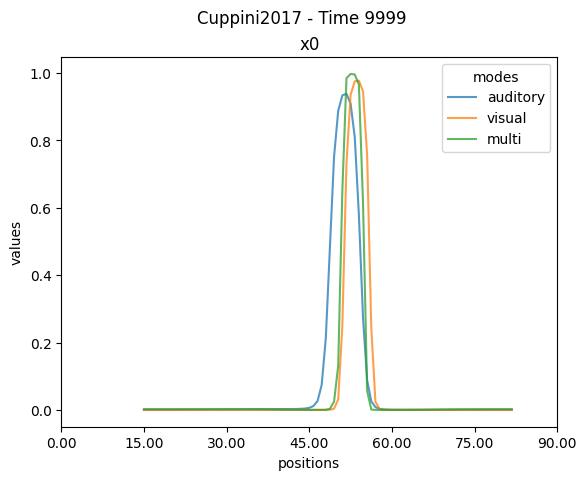 Cuppini2017 - Time 9999
x0
modes
auditory
visual
multi
values
1.0
0.8
0.6
0.4
0.2
0.0
0.00 15.00 30.00 45.00 60.00 75.00 90.00
positions